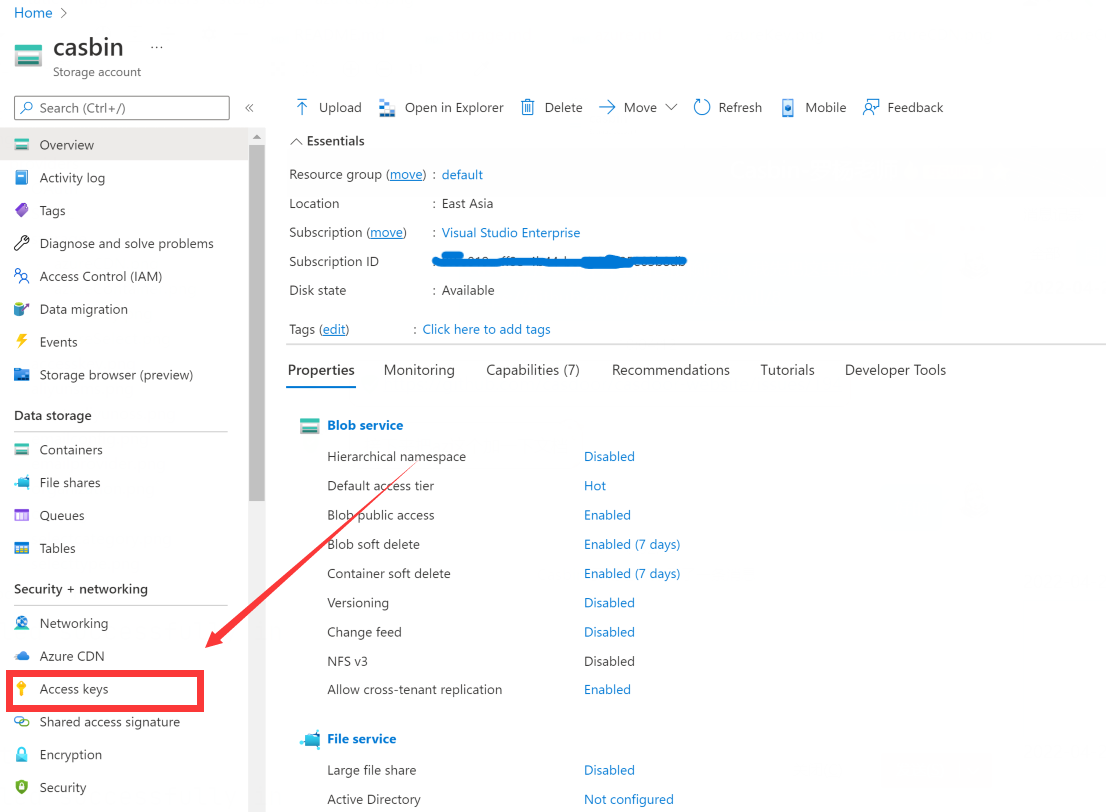 Home
casbin ...
Storage account
Search (Ctrl+/)
Overview
Activity log
Tags
Diagnose and solve problems
Access Control (IAM)
Data migration
Events
Storage browser (preview)
Data storage
Containers
File shares
Queues
Tables
Security + networking
Networking
Azure CDN
Access keys
Shared access signature
Encryption
Security
Upload Open in Explorer Delete Move Refresh Mobile Feedback
Essentials
Resource group (move) : default
Location : East Asia
Subscription (move) : Visual Studio Enterprise
Subscription ID
Disk state : Available
Tags (edit) : Click here to add tags
Properties Monitoring Capabilities (7) Recommendations Tutorials Developer Tools
Blob service
Hierarchical namespace Disabled
Default access tier Hot
Blob public access Enabled
Blob soft delete Enabled (7 days)
Container soft delete Enabled (7 days)
Versioning Disabled
Change feed Disabled
NFS v3 Disabled
Allow cross-tenant replication Enabled
File service
Large file share Disabled
Active Directory Not configured